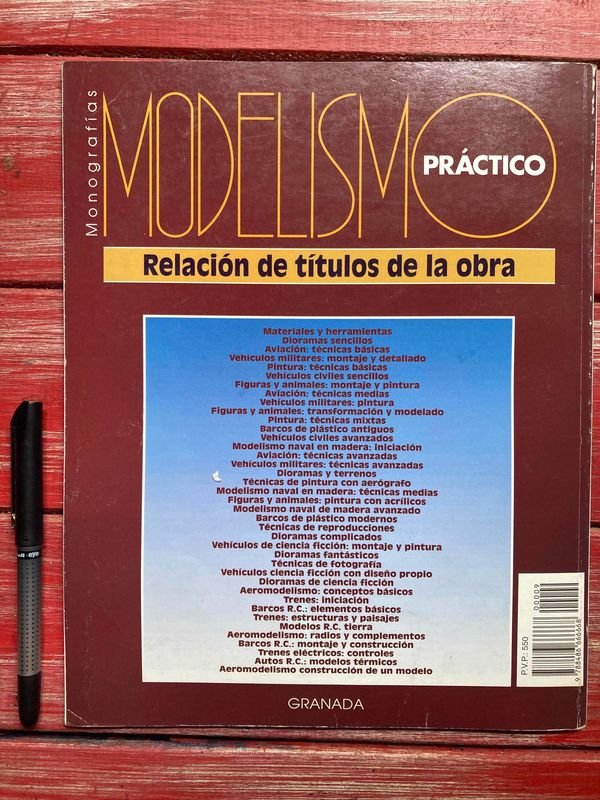 Monografías
MODELISMO
PRÁCTICO
Relación de títulos de la obra
Materiales y herramientas
Dioramas sencillos
Aviación: técnicas básicas
Vehículos militares: montaje y detallado
Pintura: técnicas básicas
Vehículos civiles sencillos
Figuras y animales: montaje y pintura
Aviación: técnicas medias
Vehículos militares: pintura
Figuras y animales: transformación y modelado
Pintura: técnicas mixtas
Barcos de plástico antiguos
Vehículos civiles avanzados
Modelismo naval en madera: iniciación
Aviación: técnicas avanzadas
Vehículos militares: técnicas avanzadas
Dioramas y terrenos
Técnicas de pintura con aerógrafo
Modelismo naval en madera: técnicas medias
Figuras y animales: pintura con acrílicos
Modelismo naval de madera avanzado
Barcos de plástico modernos
Técnicas de reproducciones
Dioramas complicados
Vehículos de ciencia ficción: montaje y pintura
Dioramas fantásticos
Técnicas de fotografía
Vehículos ciencia ficción con diseño propio
Dioramas de ciencia ficción
Aeromodelismo: conceptos básicos
Trenes: iniciación
Barcos R.C.: elementos básicos
Trenes: estructuras y paisajes
Modelos R.C. tierra
Aeromodelismo: radios y complementos
Barcos R.C.: montaje y construcción
Trenes eléctricos: controles
Autos R.C.: modelos térmicos
Aeromodelismo construcción de un modelo
GRANADA
P.V.P.: 550
00009
9 788486 666668